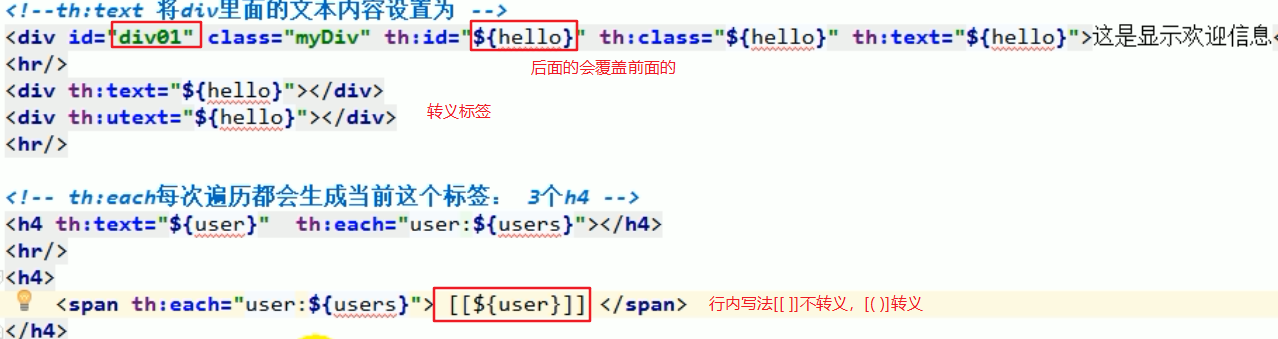 <!--th:text 将div里面的文本内容设置为 -->
<div id="div01" class="myDiv" th:id="${hello}" th:class="${hello}" th:text="${hello}">这是显示欢迎信息<
<hr/>
后面的会覆盖前面的
<div th:text="${hello}"></div>
<div th:utext="${hello}"></div>
转义标签
<hr/>
<!-- th:each每次遍历都会生成当前这个标签： 3个h4 -->
<h4 th:text="${user}"  th:each="user:${users}"></h4>
<hr/>
<h4>
<span th:each="user:${users}"> [[${user}]] </span> 行内写法[[ ]]不转义，[( )]转义
</h4>